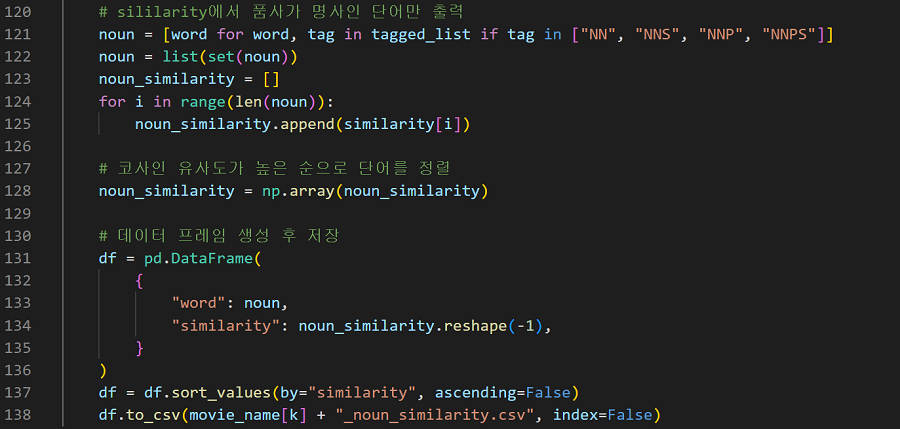 120 # sililarity에서 품사가 명사인 단어만 출력
121 noun = [word for word, tag in tagged_list if tag in ["NN", "NNS", "NNP", "NNPS"]]
122 noun = list(set(noun))
123 noun_similarity = []
124 for i in range(len(noun)):
125     noun_similarity.append(similarity[i])
126
127 # 코사인 유사도가 높은 순으로 단어를 정렬
128 noun_similarity = np.array(noun_similarity)
129
130 # 데이터 프레임 생성 후 저장
131 df = pd.DataFrame(
132     {
133         "word": noun,
134         "similarity": noun_similarity.reshape(-1),
135     }
136 )
137 df = df.sort_values(by="similarity", ascending=False)
138 df.to_csv(movie_name[k] + "_noun_similarity.csv", index=False)